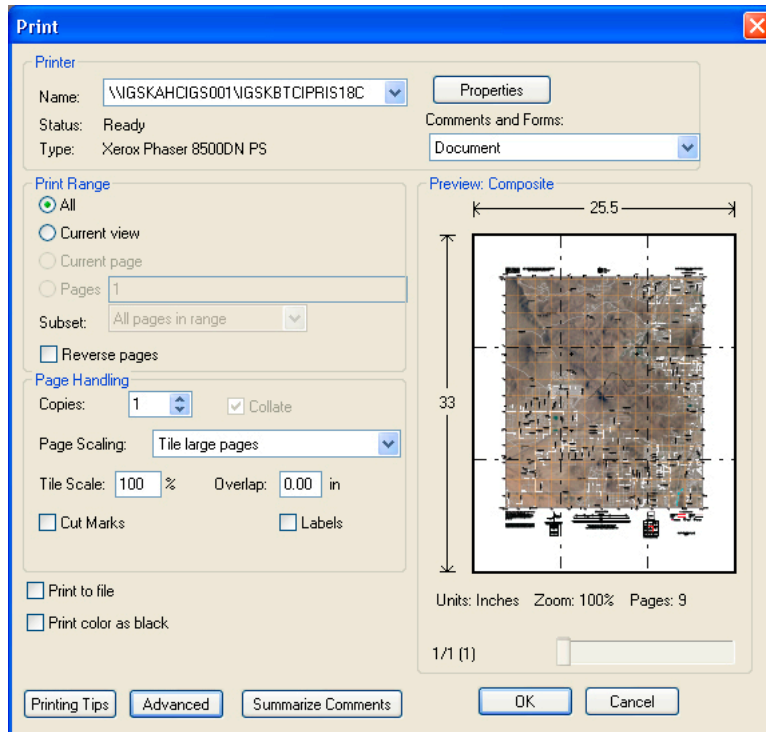 Print
Printer
Name: \\IGSKAHCIGS001\IGSKBTCIPRIS18C
Properties
Status: Ready
Comments and Forms:
Type: Xerox Phaser 8500DN PS
Document
Print Range
All
Current view
Current page
Pages 1
Subset: All pages in range
Reverse pages
Page Handling
Copies: 1
Collate
Page Scaling: Tile large pages
Tile Scale: 100 % Overlap: 0.00 in
Cut Marks
Labels
Print to file
Print color as black
Preview: Composite
25.5
33
Units: Inches Zoom: 100% Pages: 9
1/1 (1)
Printing Tips
Advanced
Summarize Comments
OK
Cancel